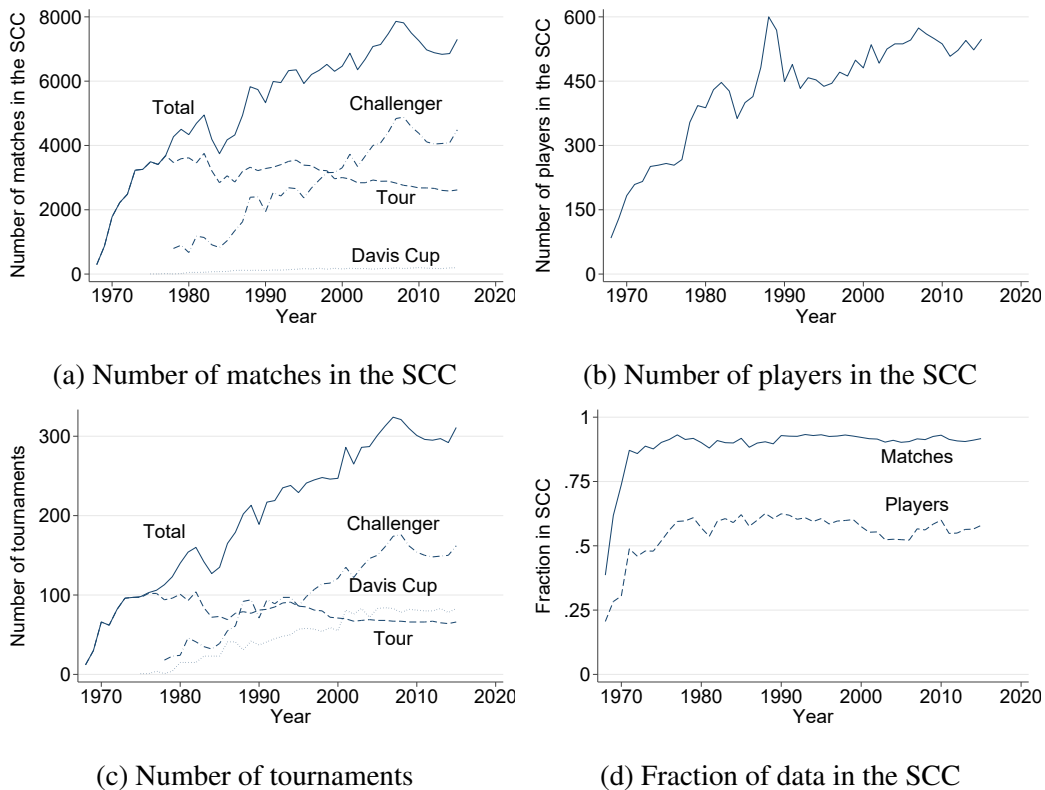 Number of matches in the SCC
8000
6000
4000
2000
0
Total
Challenger
Tour
Davis Cup
1970 1980 1990 2000 2010 2020
Year
(a) Number of matches in the SCC
Number of players in the SCC
600
450
300
150
0
1970 1980 1990 2000 2010 2020
Year
(b) Number of players in the SCC
Number of tournaments
300
200
100
0
Total
Challenger
Davis Cup
Tour
1970 1980 1990 2000 2010 2020
Year
(c) Number of tournaments
Fraction in SCC
1
.75
.5
.25
0
Matches
Players
1970 1980 1990 2000 2010 2020
Year
(d) Fraction of data in the SCC